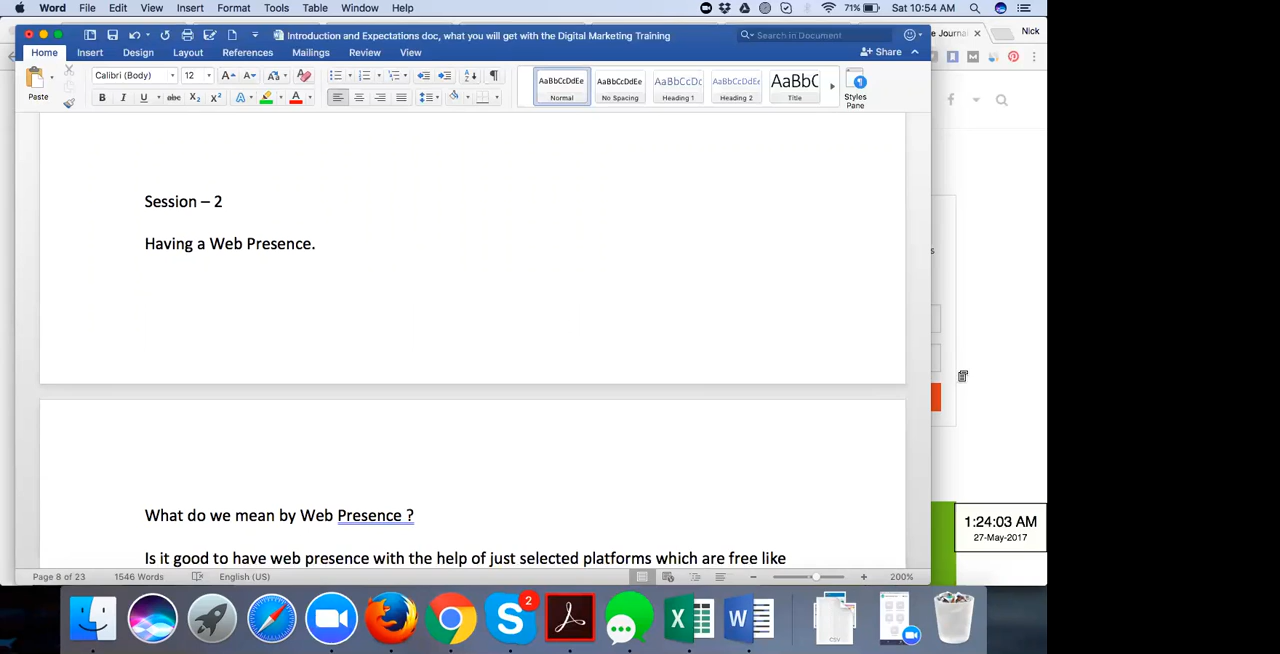 Word File Edit View Insert Format Tools Table Window Help 71% Sat 10:54 AM
Introduction and Expectations doc, what you will get with the Digital Marketing Training Search in Document Journal Nick
Home Insert Design Layout References Mailings Review View Share
Paste Calibri (Body) 12 AaBbCcDdEe AaBbCcDdEe AaBbCcDc AaBbCcDdEe AaBbC Styles Pane
Normal No Spacing Heading 1 Heading 2 Title
Session – 2
Having a Web Presence.
What do we mean by Web Presence ?
Is it good to have web presence with the help of just selected platforms which are free like
1:24:03 AM
27-May-2017
Page 8 of 23 1546 Words English (US) 200%
2
CSV